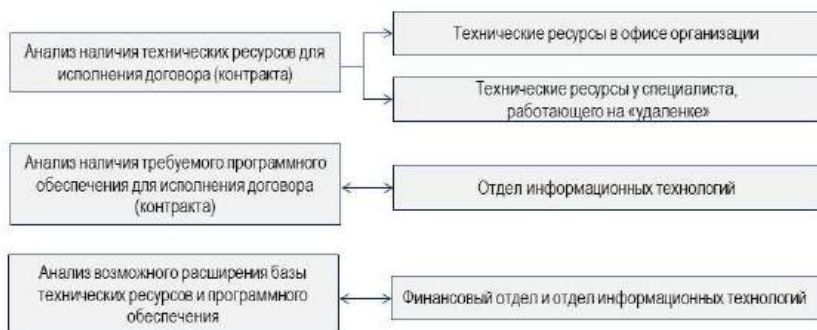 Анализ наличия технических ресурсов для
исполнения договора (контракта)
Технические ресурсы в офисе организации
Технические ресурсы у специалиста,
работающего на «удаленке»
Анализ наличия требуемого программного
обеспечения для исполнения договора
(контракта)
Отдел информационных технологий
Анализ возможного расширения базы
технических ресурсов и программного
обеспечения
Финансовый отдел и отдел информационных технологий